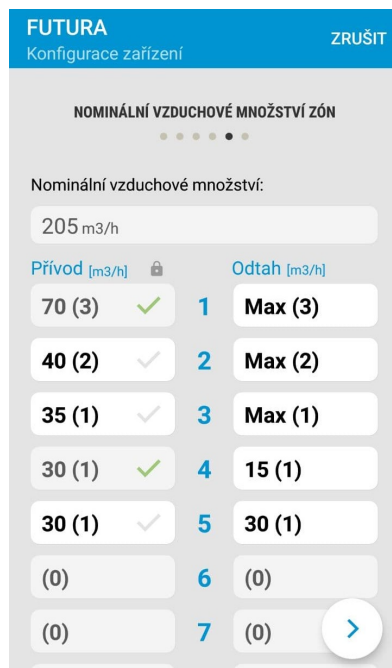 FUTURA
ZRUŠIT
Konfigurace zařízení
NOMINÁLNÍ VZDUCHOVÉ MNOŽSTVÍ ZÓN
Nominální vzduchové množství:
205 m3/h
Přívod [m3/h] Odtah [m3/h]
70 (3) 1 Max (3)
40 (2) 2 Max (2)
35 (1) 3 Max (1)
30 (1) 4 15 (1)
30 (1) 5 30 (1)
(0) 6 (0)
(0) 7 (0)